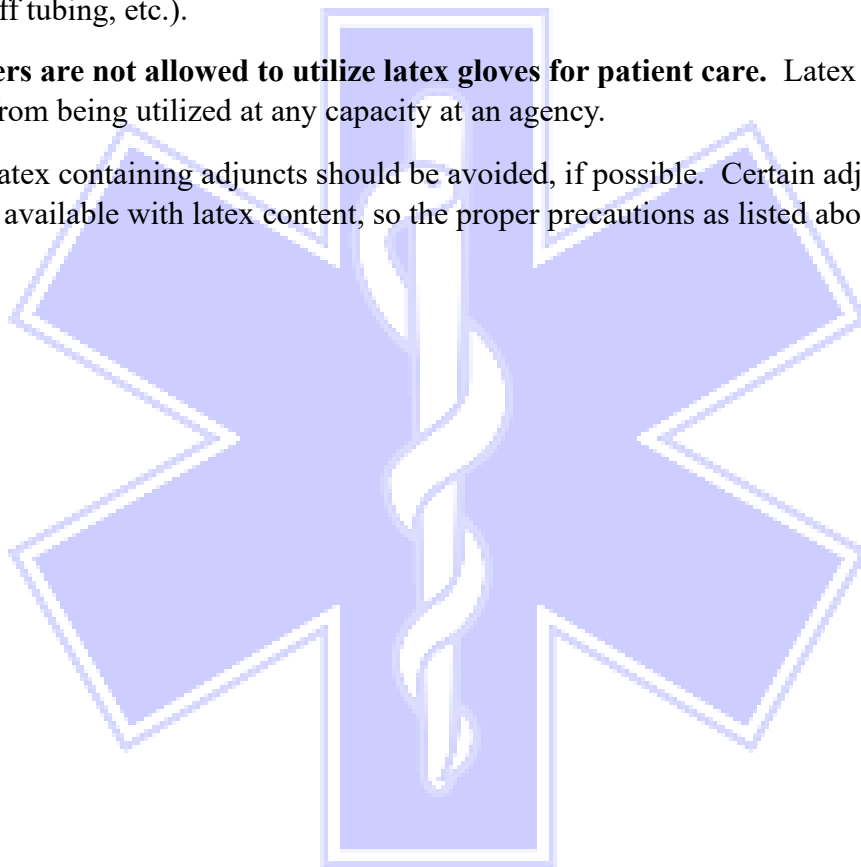 ff tubing, etc.).
ers are not allowed to utilize latex gloves for patient care. Latex
from being utilized at any capacity at an agency.
atex containing adjuncts should be avoided, if possible. Certain adj
available with latex content, so the proper precautions as listed abo